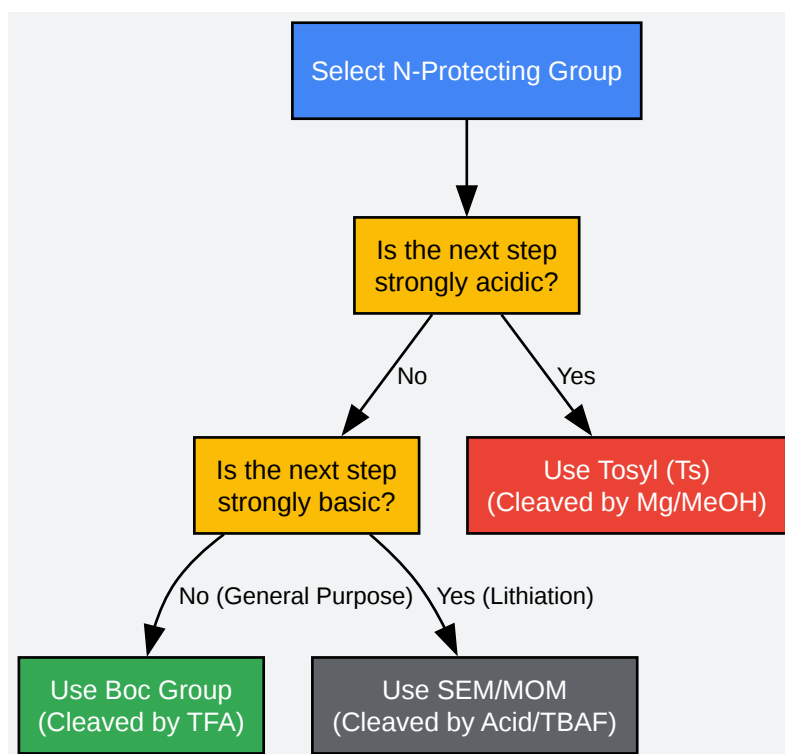 Select N-Protecting Group
Is the next step
strongly acidic?
No
Yes
Is the next step
strongly basic?
Use Tosyl (Ts)
(Cleaved by Mg/MeOH)
No (General Purpose)
Yes (Lithiation)
Use Boc Group
(Cleaved by TFA)
Use SEM/MOM
(Cleaved by Acid/TBAF)